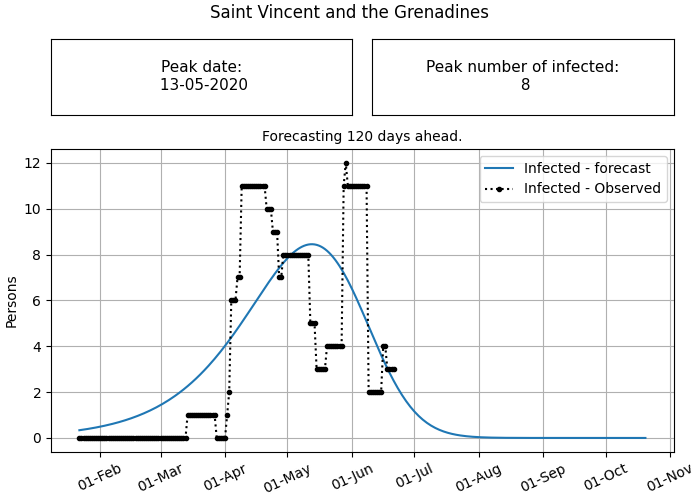 Saint Vincent and the Grenadines
Peak date:
13-05-2020
Peak number of infected:
8
Forecasting 120 days ahead.
Infected - forecast
Infected - Observed
Persons
12
10
8
6
4
2
0
01-Feb
01-Mar
01-Apr
01-May
01-Jun
01-Jul
01-Aug
01-Sep
01-Oct
01-Nov